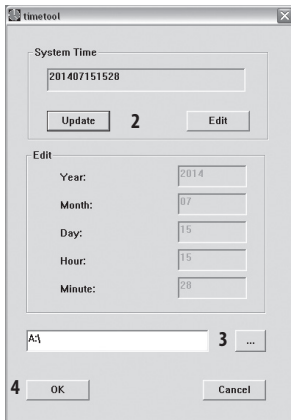 timetool
System Time
201407151528
Update 2 Edit
Edit
Year: 2014
Month: 07
Day: 15
Hour: 15
Minute: 28
A:\ 3 ...
4 OK Cancel